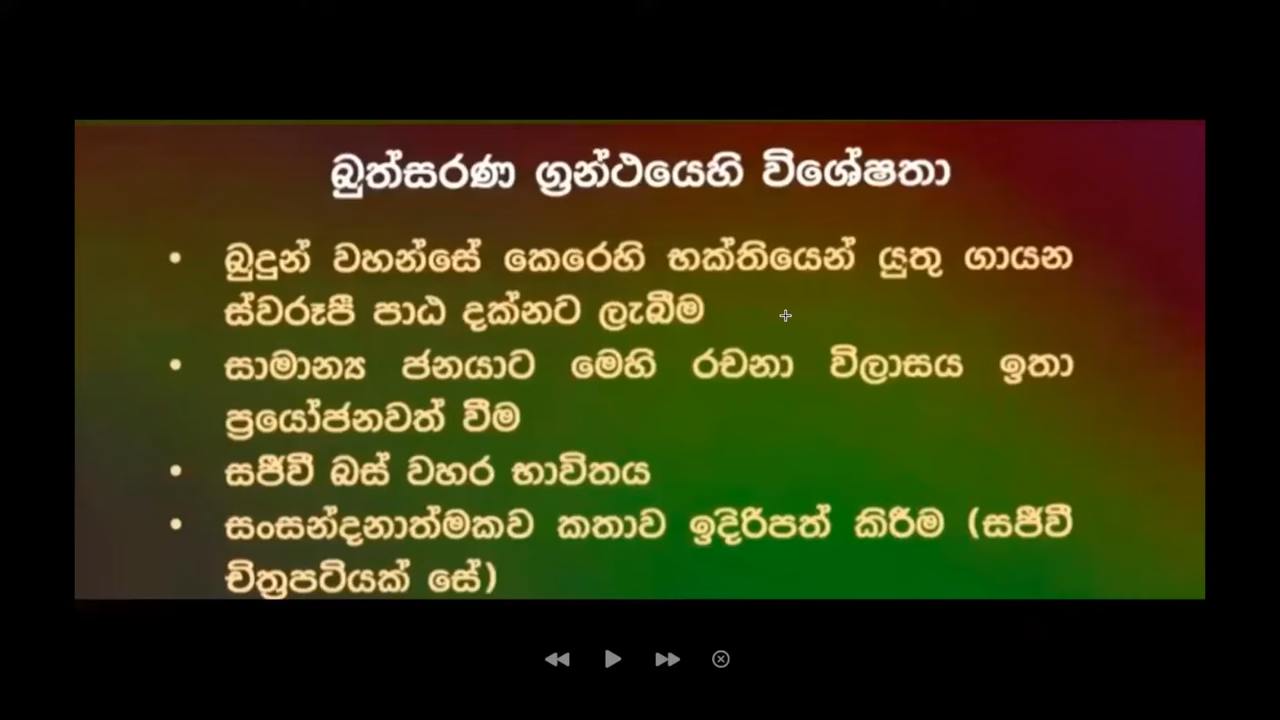 බුත්සරණ ග්‍රන්ථයෙහි විශේෂතා
• බුදුන් වහන්සේ කෙරෙහි භක්තියෙන් යුතු ගායන
ස්වරූපී පාඨ දක්නට ලැබීම
• සාමාන්‍ය ජනයාට මෙහි රචනා විලාසය ඉතා
ප්‍රයෝජනවත් වීම
• සජීවී බස් වහර භාවිතය
• සංසන්දනාත්මකව කතාව ඉදිරිපත් කිරීම (සජීවී
චිත්‍රපටියක් සේ)